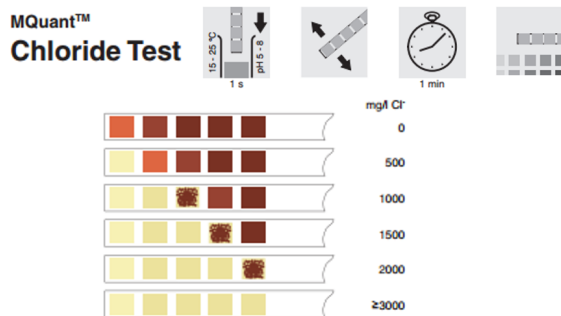 MQuant™
Chloride Test
15 - 25 °C
pH 5 - 8
1 s
1 min
mg/l Cl⁻
0
500
1000
1500
2000
≥3000